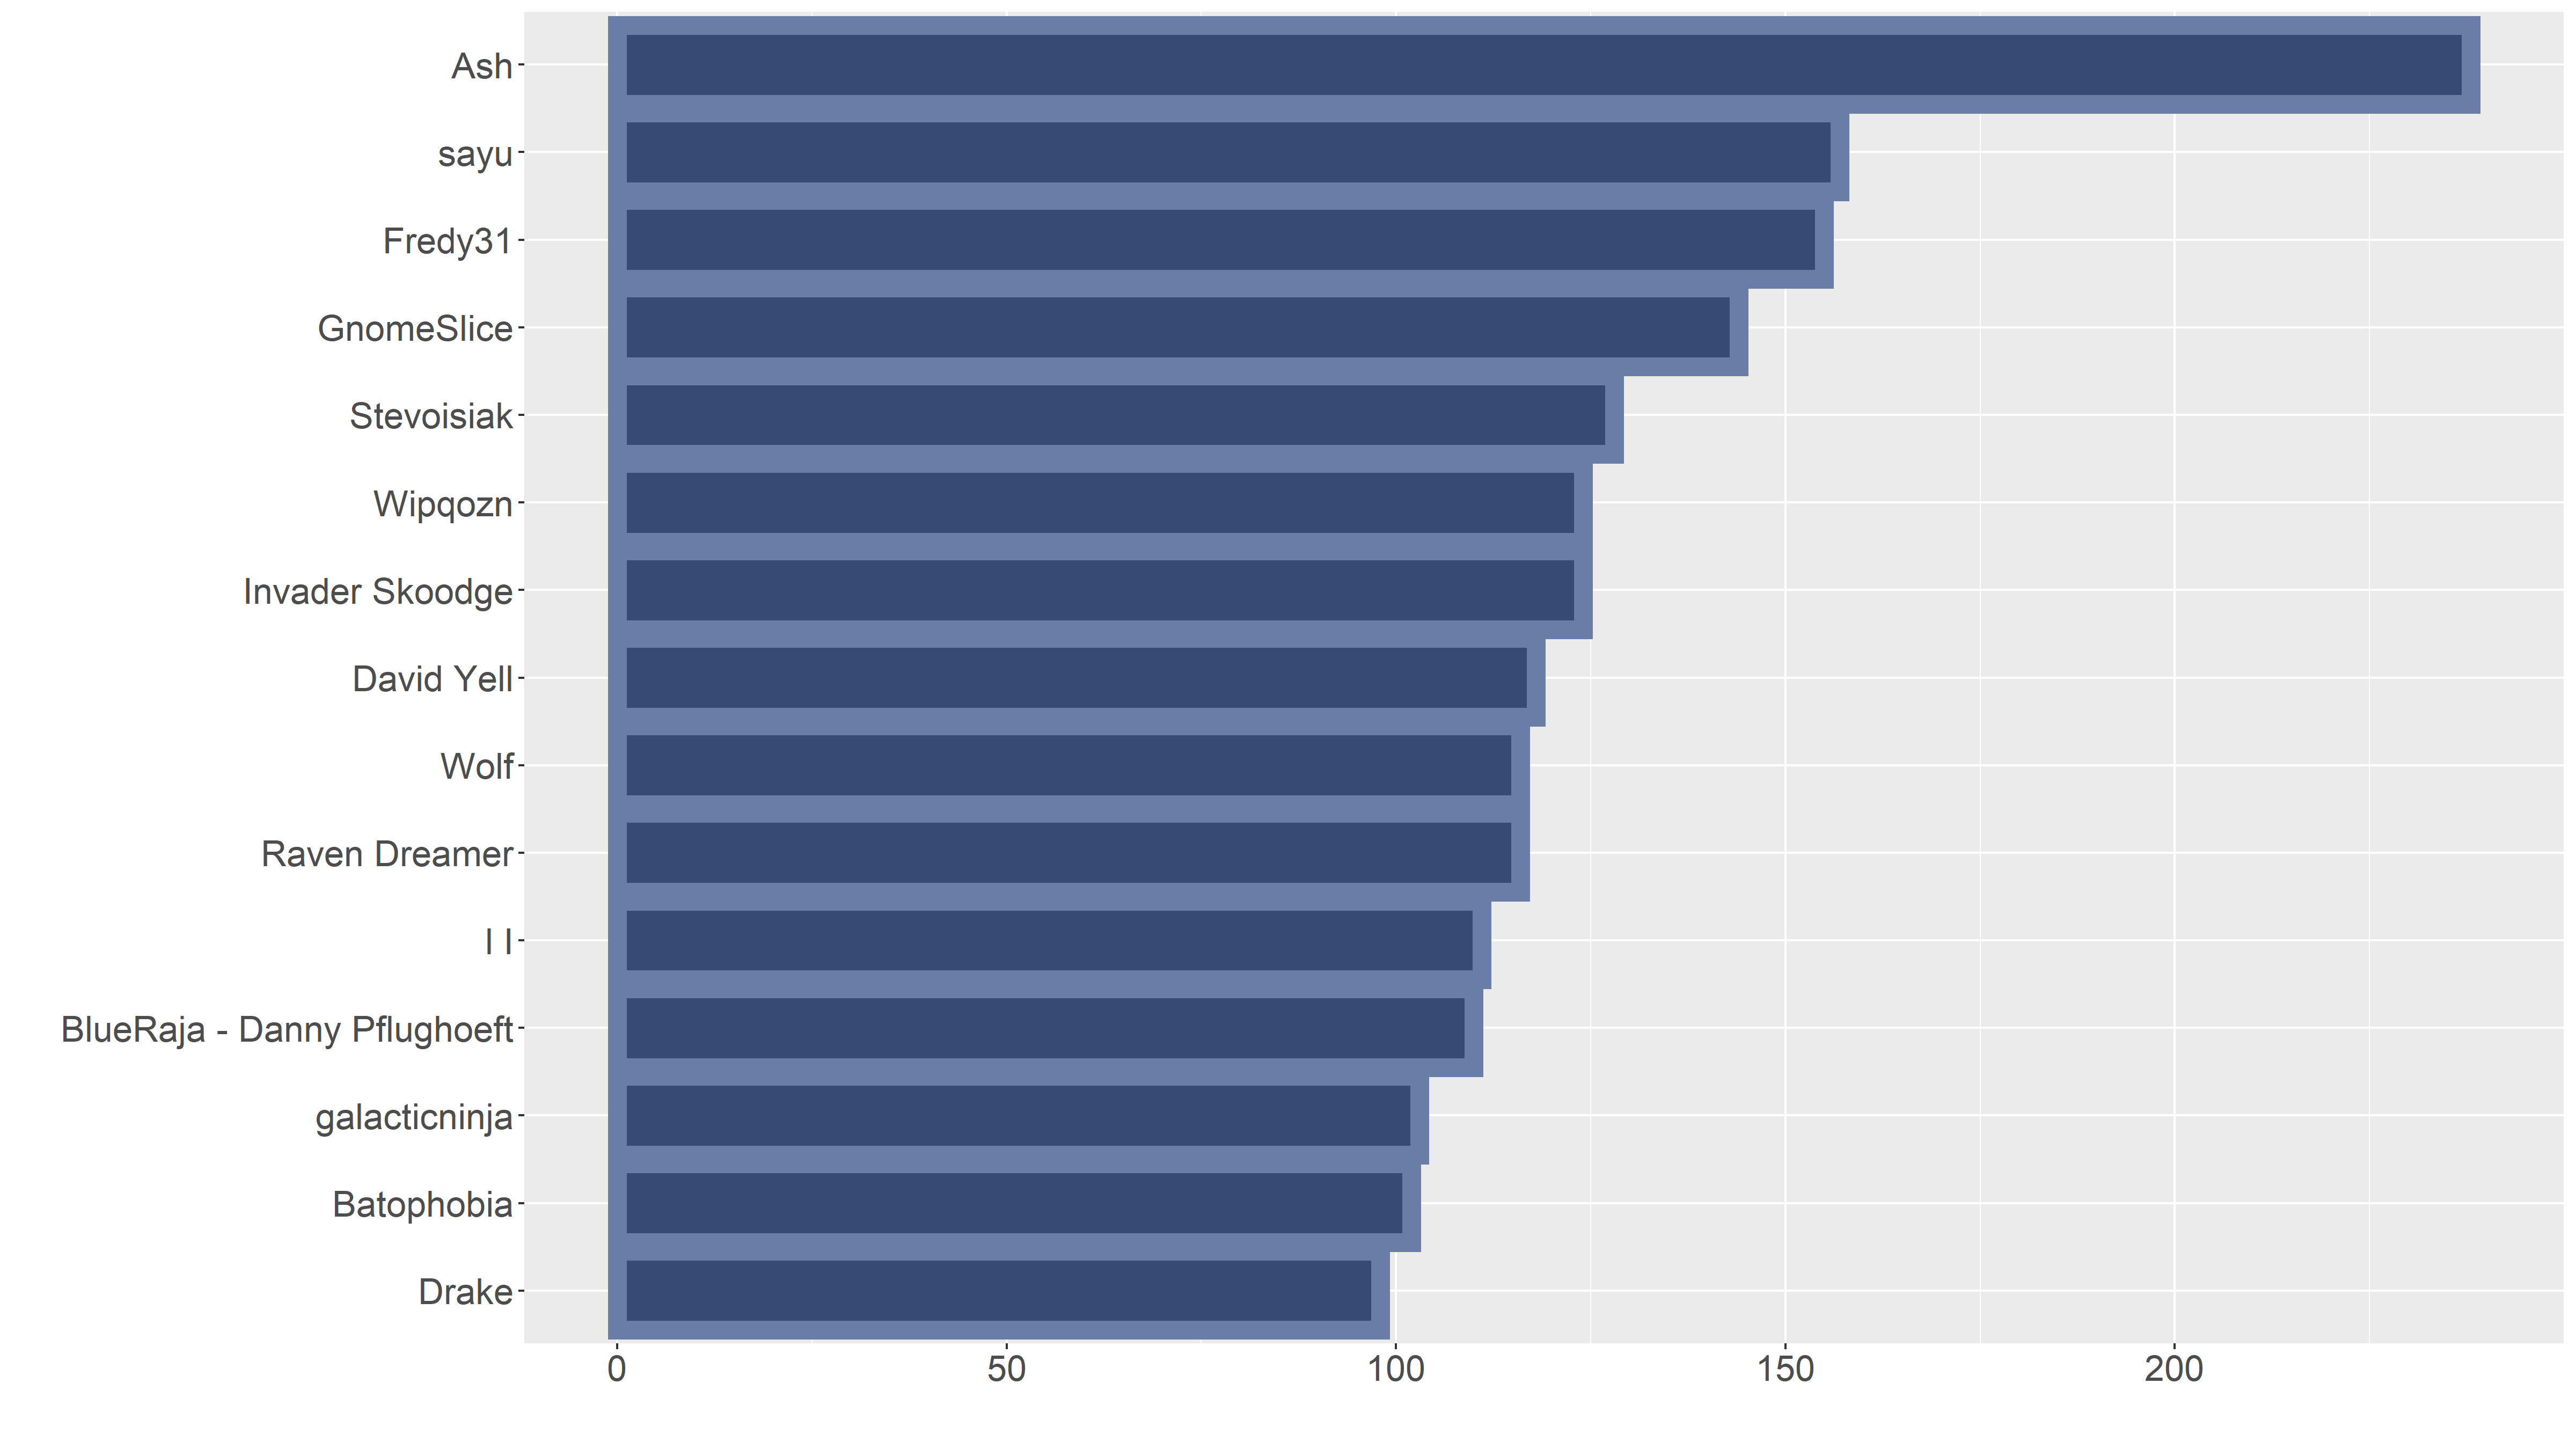 Ash
sayu
Fredy31
GnomeSlice
Stevoisiak
Wipqozn
Invader Skoodge
David Yell
Wolf
Raven Dreamer
l I
BlueRaja - Danny Pflughoeft
galacticninja
Batophobia
Drake
0 50 100 150 200